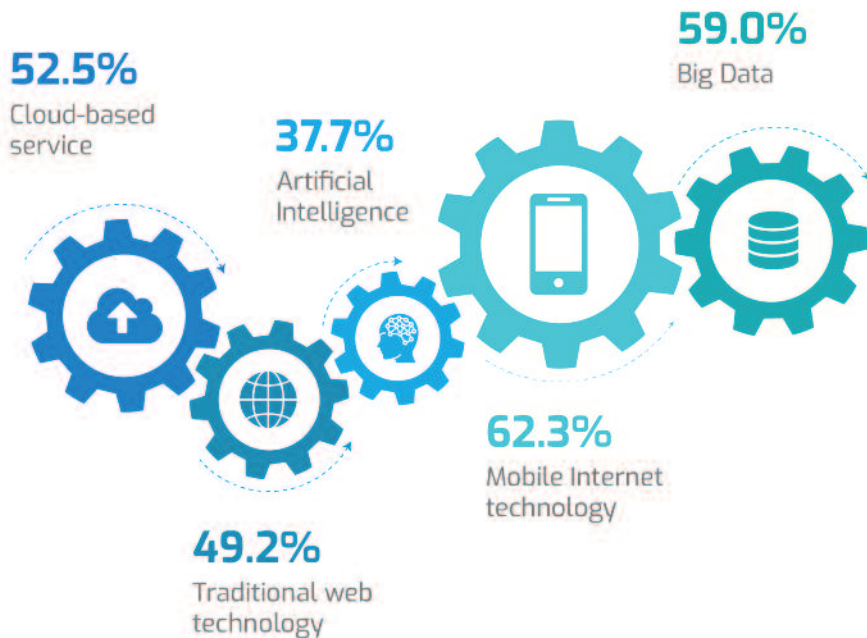 52.5%
Cloud-based
service
49.2%
Traditional web
technology
37.7%
Artificial
Intelligence
62.3%
Mobile Internet
technology
59.0%
Big Data